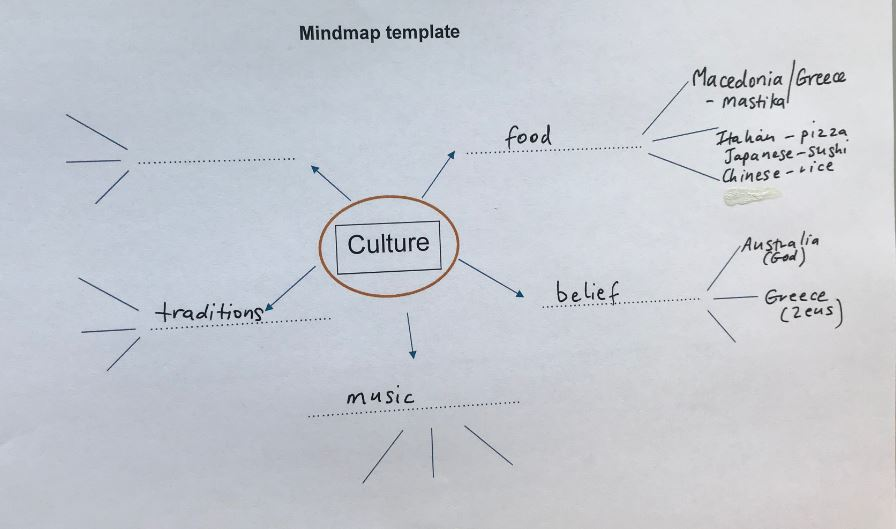 Mindmap template
food
Macedonia/Greece
- mastika
Italian - pizza
Japanese - sushi
Chinese - rice
Culture
traditions
belief
Australia
(God)
Greece
(Zeus)
music